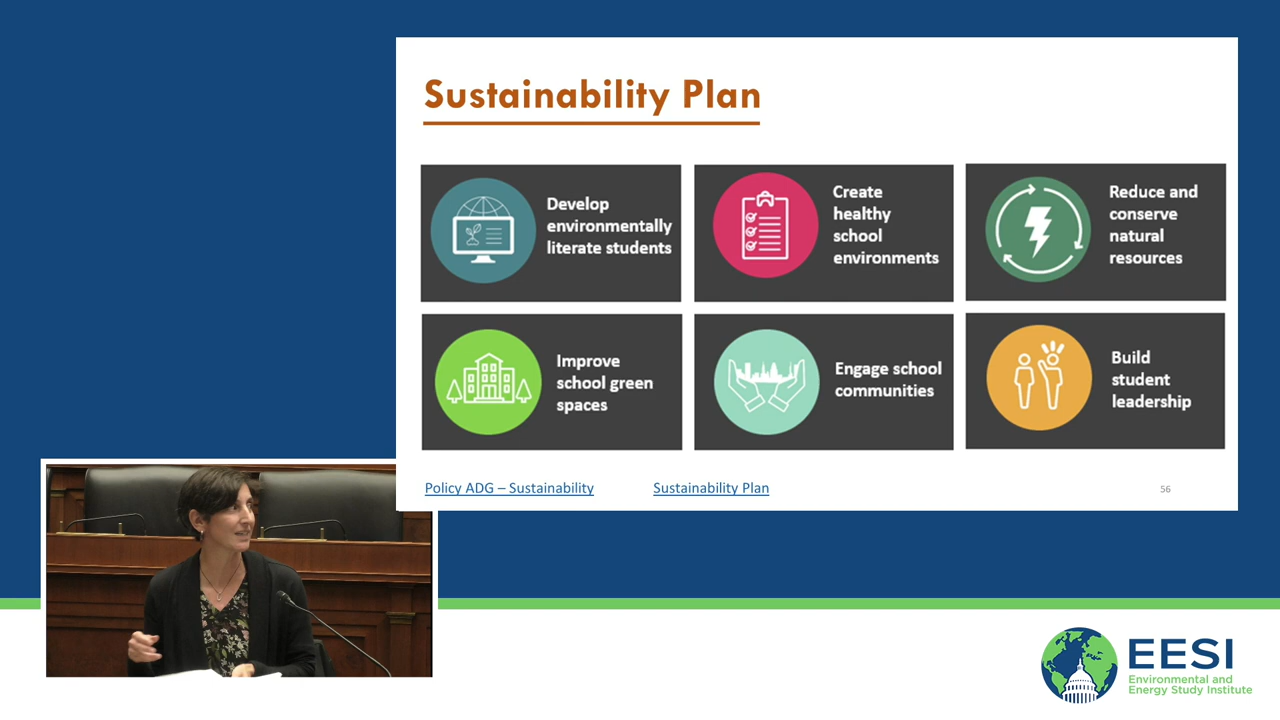 Sustainability Plan
Develop
environmentally
literate students
Create
healthy
school
environments
Reduce and
conserve
natural
resources
Improve
school green
spaces
Engage school
communities
Build
student
leadership
Policy ADG – Sustainability
Sustainability Plan
56
EESI
Environmental and
Energy Study Institute